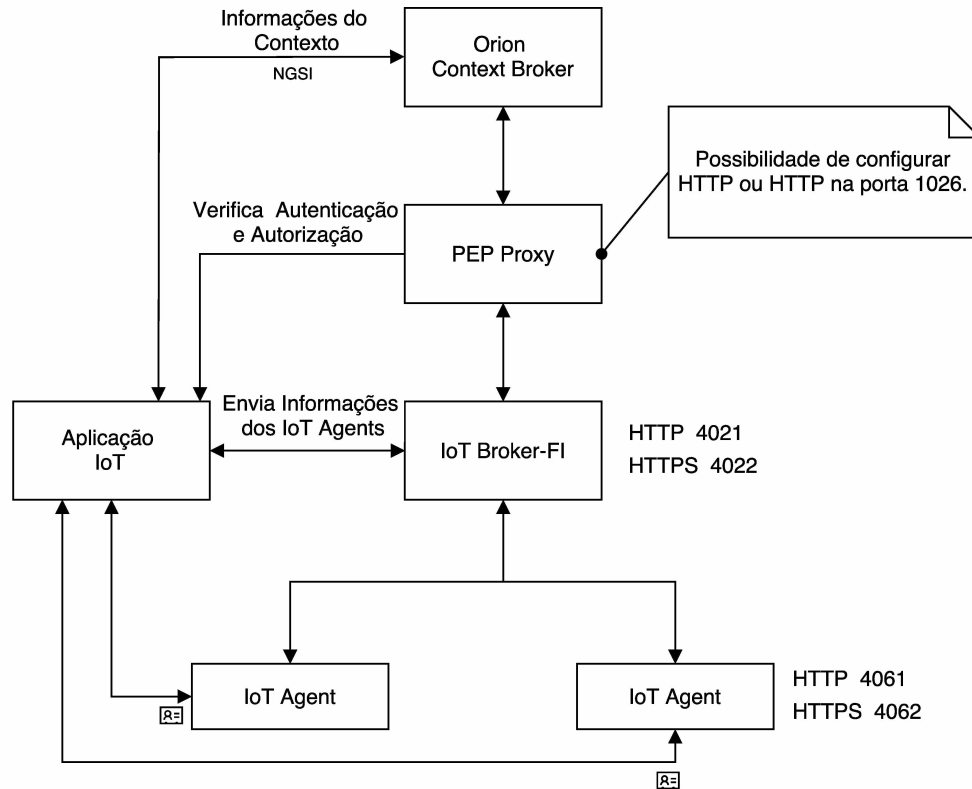 Informações do
Contexto
NGSI
Orion
Context Broker
Possibilidade de configurar
HTTP ou HTTP na porta 1026.
Verifica Autenticação
e Autorização
PEP Proxy
Envia Informações
dos IoT Agents
Aplicação
IoT
IoT Broker-FI
HTTP 4021
HTTPS 4022
IoT Agent
IoT Agent
HTTP 4061
HTTPS 4062